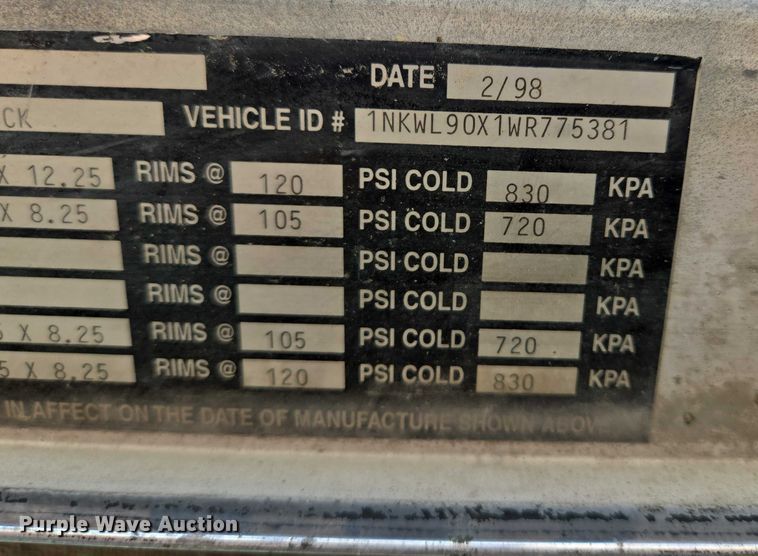 DATE 2/98
CK VEHICLE ID # 1NKWL90X1WR775381
X 12.25 RIMS @ 120 PSI COLD 830 KPA
X 8.25 RIMS @ 105 PSI COLD 720 KPA
RIMS @ PSI COLD KPA
RIMS @ PSI COLD KPA
5 X 8.25 RIMS @ 105 PSI COLD 720 KPA
5 X 8.25 RIMS @ 120 PSI COLD 830 KPA
IN AFFECT ON THE DATE OF MANUFACTURE SHOWN ABOVE
Purple Wave Auction